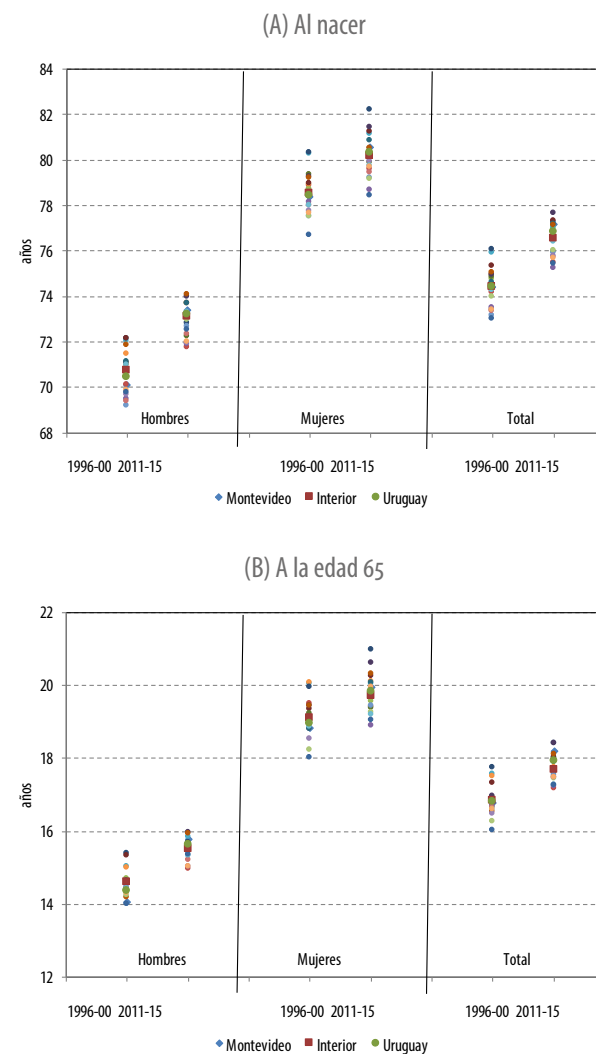 (A) Al nacer
84
82
80
78
76
74
72
70
68
años
Hombres Mujeres Total
1996-00 2011-15 1996-00 2011-15 1996-00 2011-15
Montevideo Interior Uruguay
(B) A la edad 65
22
20
18
16
14
12
años
Hombres Mujeres Total
1996-00 2011-15 1996-00 2011-15 1996-00 2011-15
Montevideo Interior Uruguay